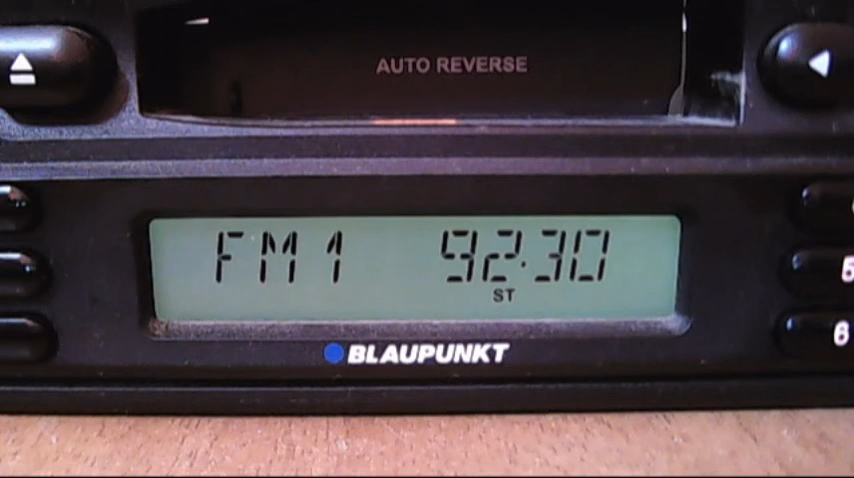 AUTO REVERSE
FM1 92.30
ST
5
6
BLAUPUNKT